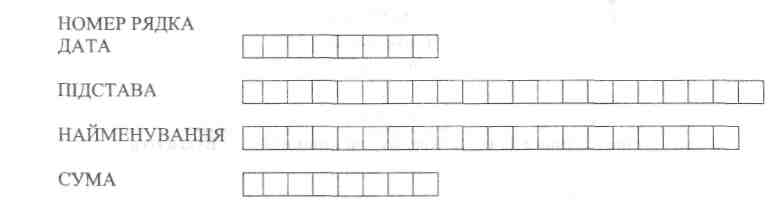 НОМЕР РЯДКА
ДАТА
ПІДСТАВА
НАЙМЕНУВАННЯ
СУМА